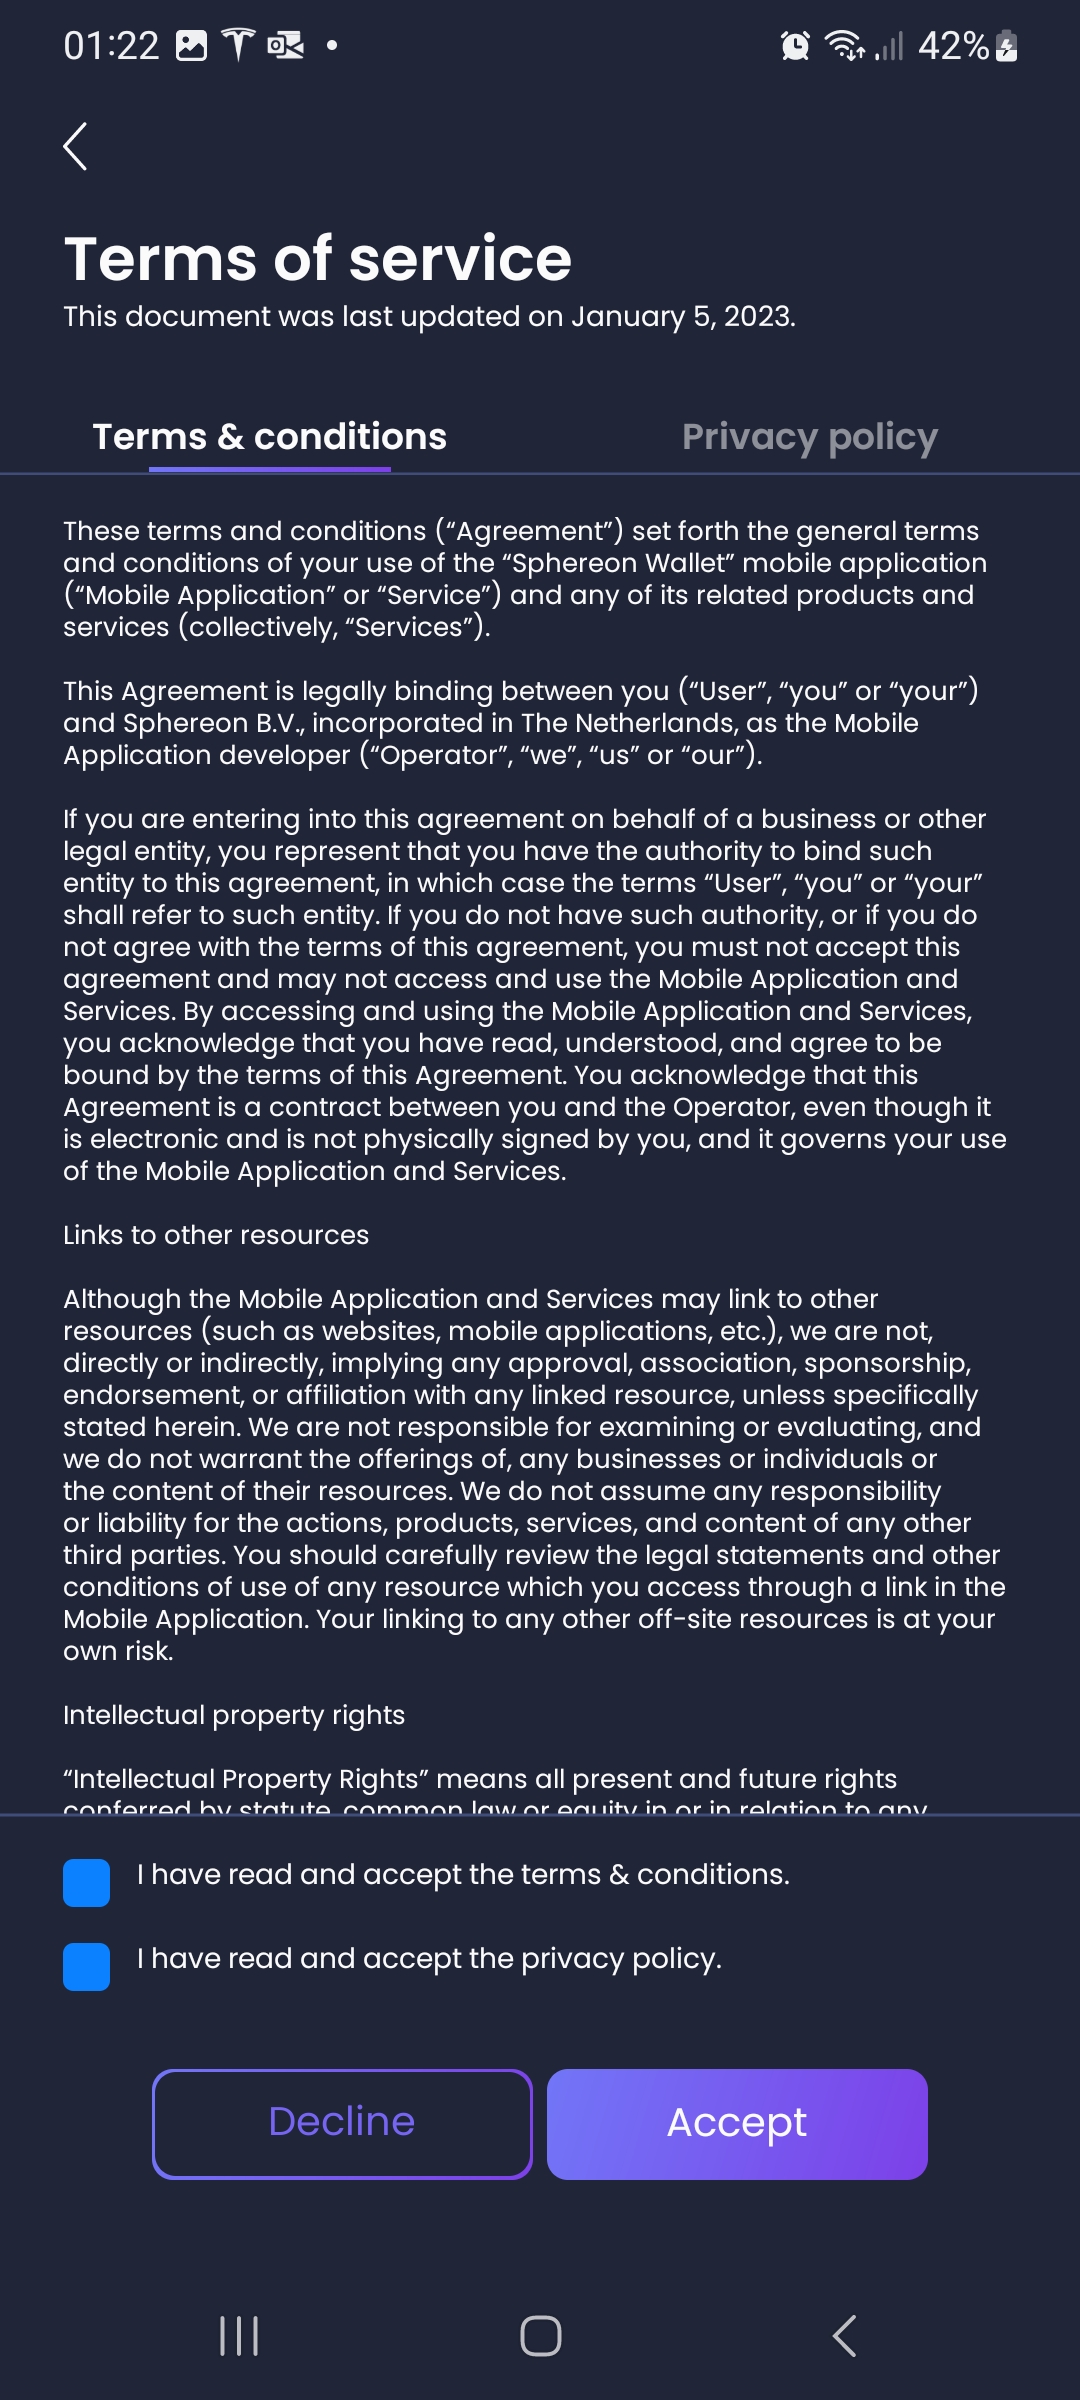 01:22
42%
Terms of service
This document was last updated on January 5, 2023.
Terms & conditions
Privacy policy
These terms and conditions (“Agreement”) set forth the general terms
and conditions of your use of the “Sphereon Wallet” mobile application
(“Mobile Application” or “Service”) and any of its related products and
services (collectively, “Services”).
This Agreement is legally binding between you (“User”, “you” or “your”)
and Sphereon B.V., incorporated in The Netherlands, as the Mobile
Application developer (“Operator”, “we”, “us” or “our”).
If you are entering into this agreement on behalf of a business or other
legal entity, you represent that you have the authority to bind such
entity to this agreement, in which case the terms “User”, “you” or “your”
shall refer to such entity. If you do not have such authority, or if you do
not agree with the terms of this agreement, you must not accept this
agreement and may not access and use the Mobile Application and
Services. By accessing and using the Mobile Application and Services,
you acknowledge that you have read, understood, and agree to be
bound by the terms of this Agreement. You acknowledge that this
Agreement is a contract between you and the Operator, even though it
is electronic and is not physically signed by you, and it governs your use
of the Mobile Application and Services.
Links to other resources
Although the Mobile Application and Services may link to other
resources (such as websites, mobile applications, etc.), we are not,
directly or indirectly, implying any approval, association, sponsorship,
endorsement, or affiliation with any linked resource, unless specifically
stated herein. We are not responsible for examining or evaluating, and
we do not warrant the offerings of, any businesses or individuals or
the content of their resources. We do not assume any responsibility
or liability for the actions, products, services, and content of any other
third parties. You should carefully review the legal statements and other
conditions of use of any resource which you access through a link in the
Mobile Application. Your linking to any other off-site resources is at your
own risk.
Intellectual property rights
“Intellectual Property Rights” means all present and future rights
conferred by statute, common law or equity in or in relation to any
I have read and accept the terms & conditions.
I have read and accept the privacy policy.
Decline
Accept